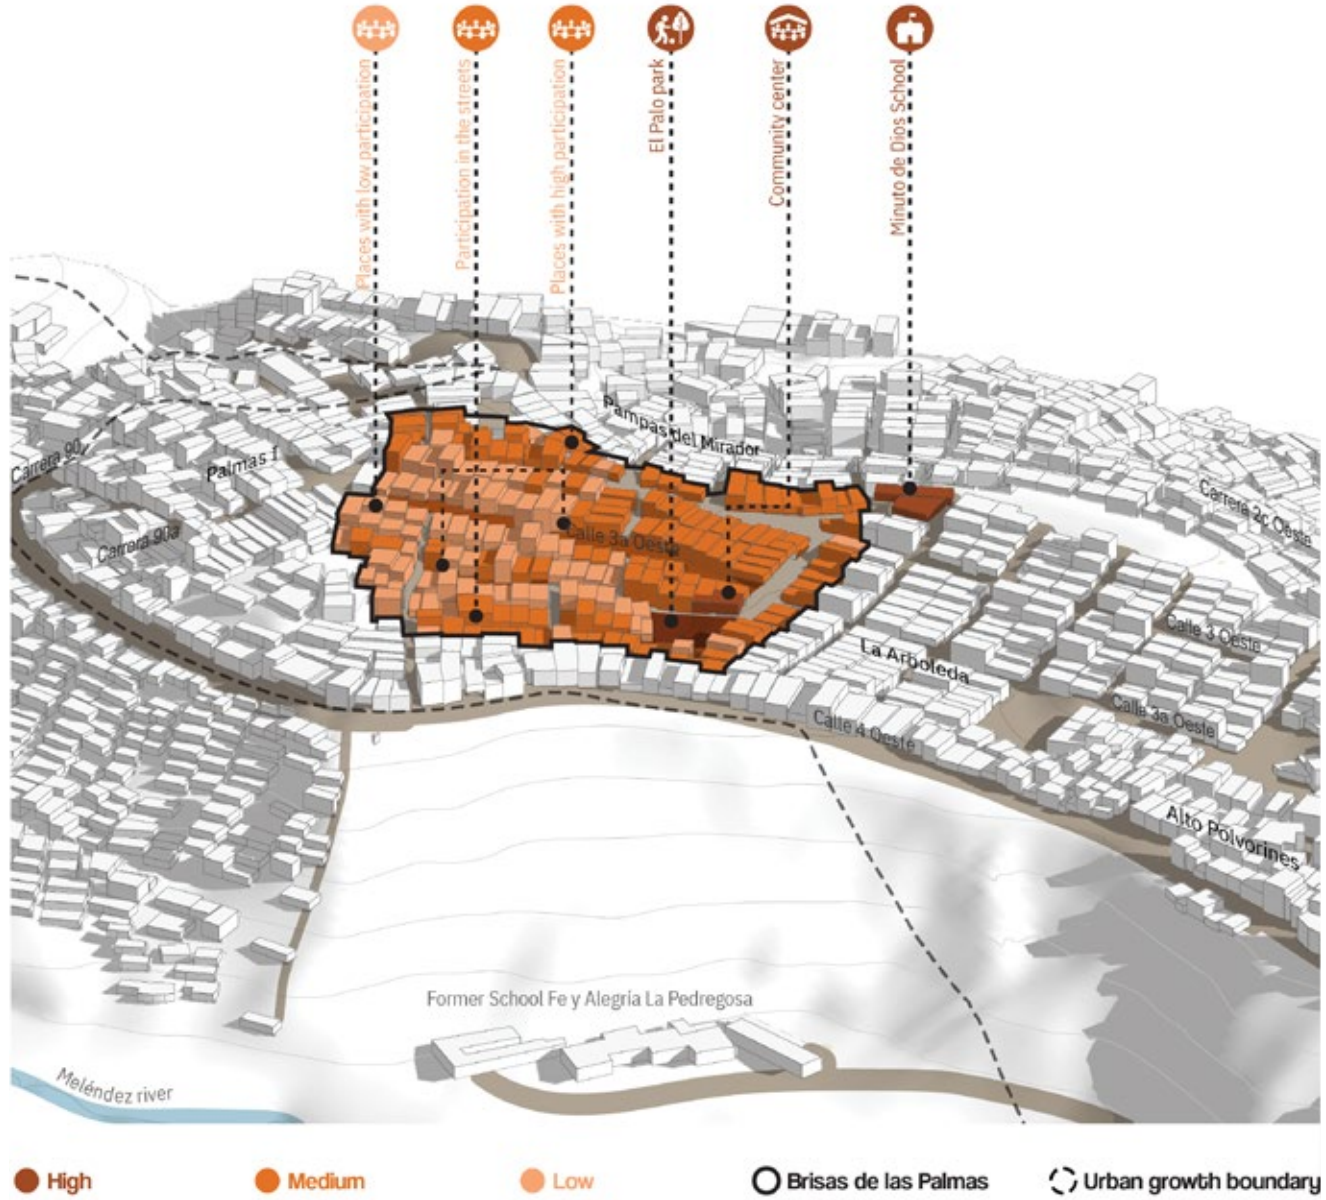 Places with low participation
Participation in the streets
Places with high participation
El Palo park
Community center
Minuto de Dios School
Pampas del Mirador
Carrera 90
Palmas I
Carrera 90a
Calle 3a Oeste
Carrera 2c Oeste
Calle 3 Oeste
La Arboleda
Calle 3a Oeste
Calle 4 Oeste
Alto Polvorines
Former School Fe y Alegría La Pedregosa
Meléndez river
High
Medium
Low
Brisas de las Palmas
Urban growth boundary